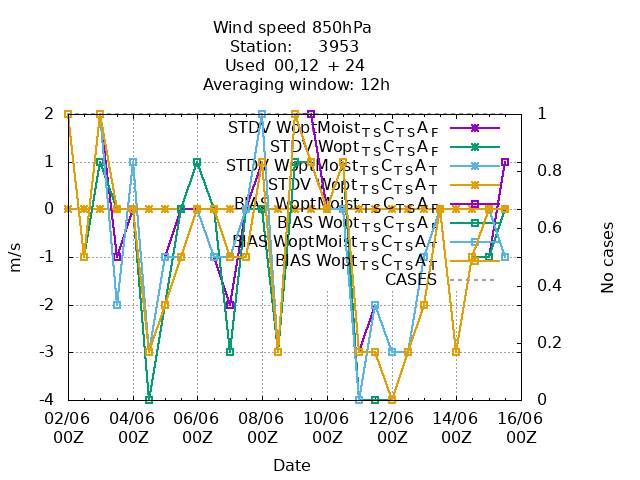 Wind speed 850hPa
Station: 3953
Used 00,12 + 24
Averaging window: 12h
STDV WoptMoist_TS C_TS A_F
STDV Wopt_TS C_TS A_F
STDV WoptMoist_TS C_TS A_T
STDV Wopt_TS C_TS A_T
BIAS WoptMoist_TS C_TS A_F
BIAS Wopt_TS C_TS A_F
BIAS WoptMoist_TS C_TS A_T
BIAS Wopt_TS C_TS A_T
CASES
2
1
0
-1
-2
-3
-4
m/s
1
0.8
0.6
0.4
0.2
0
No cases
02/06 04/06 06/06 08/06 10/06 12/06 14/06 16/06
00Z 00Z 00Z 00Z 00Z 00Z 00Z 00Z
Date